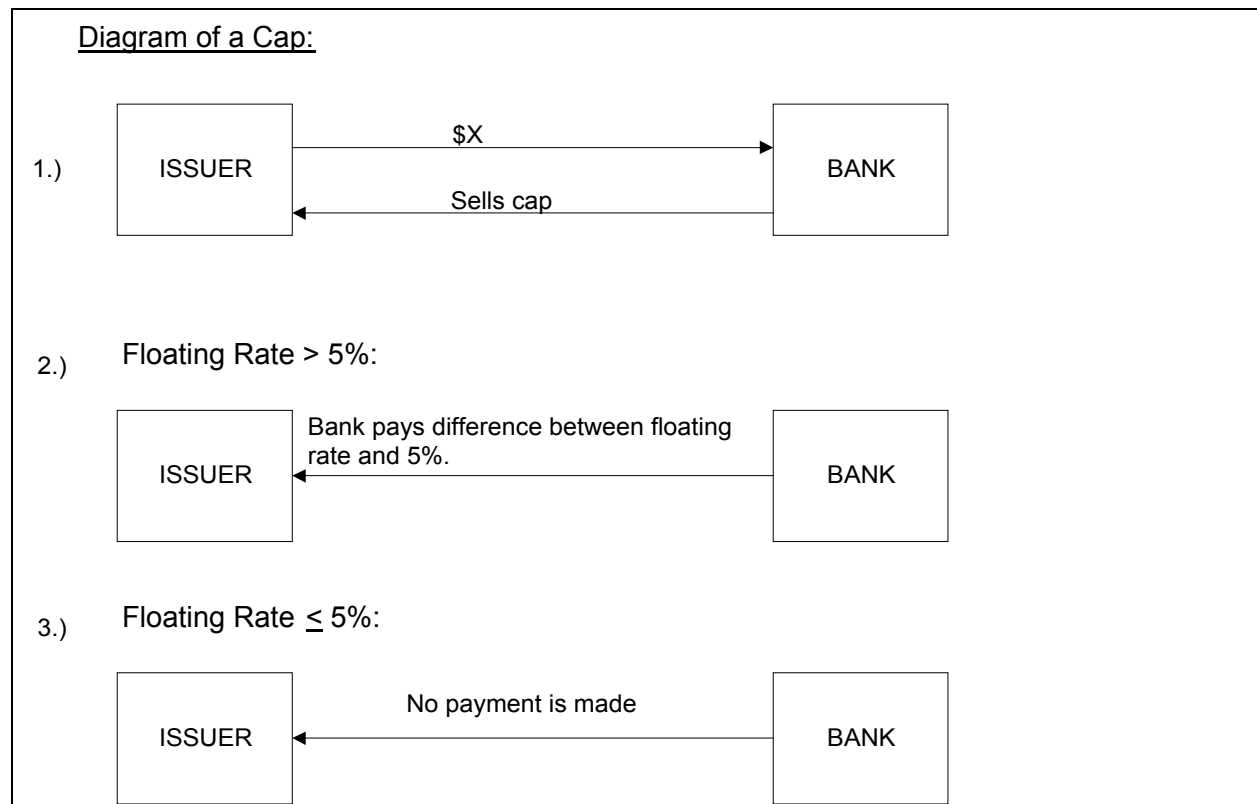 Diagram of a Cap:
$X
1.) ISSUER BANK
Sells cap
2.) Floating Rate > 5%:
Bank pays difference between floating
rate and 5%.
ISSUER BANK
3.) Floating Rate ≤ 5%:
No payment is made
ISSUER BANK